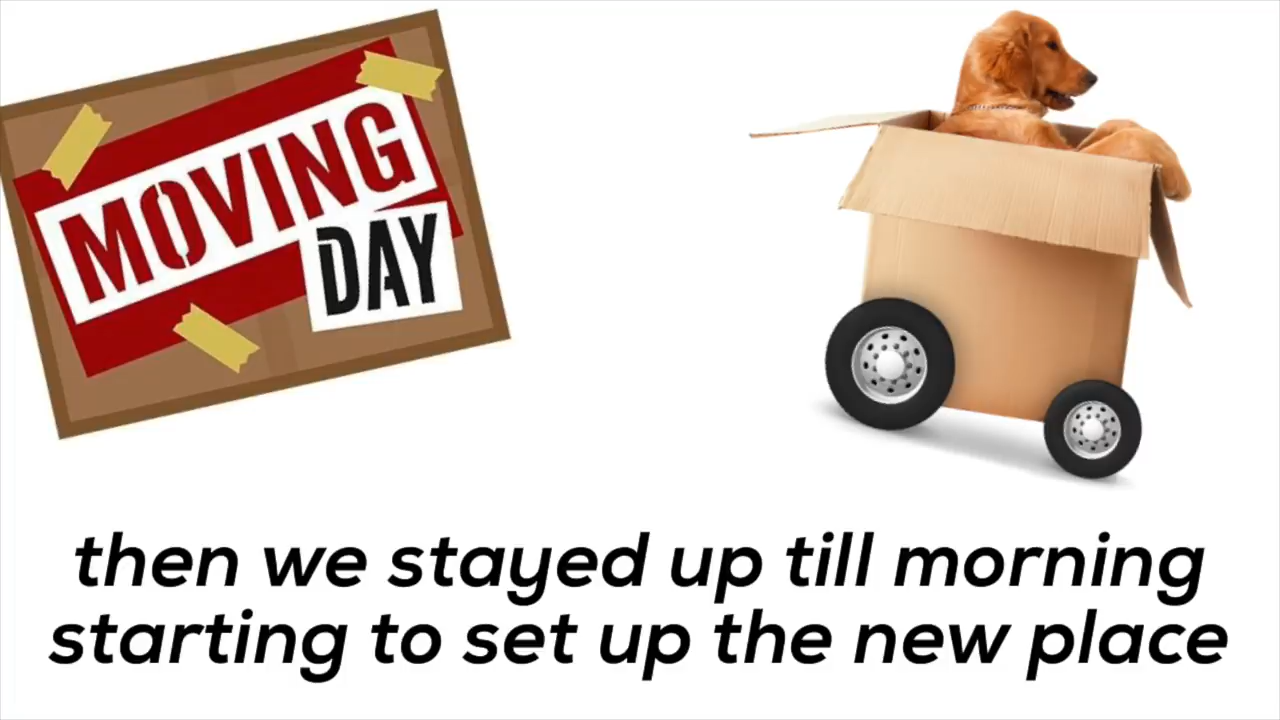 MOVING
DAY
then we stayed up till morning
starting to set up the new place